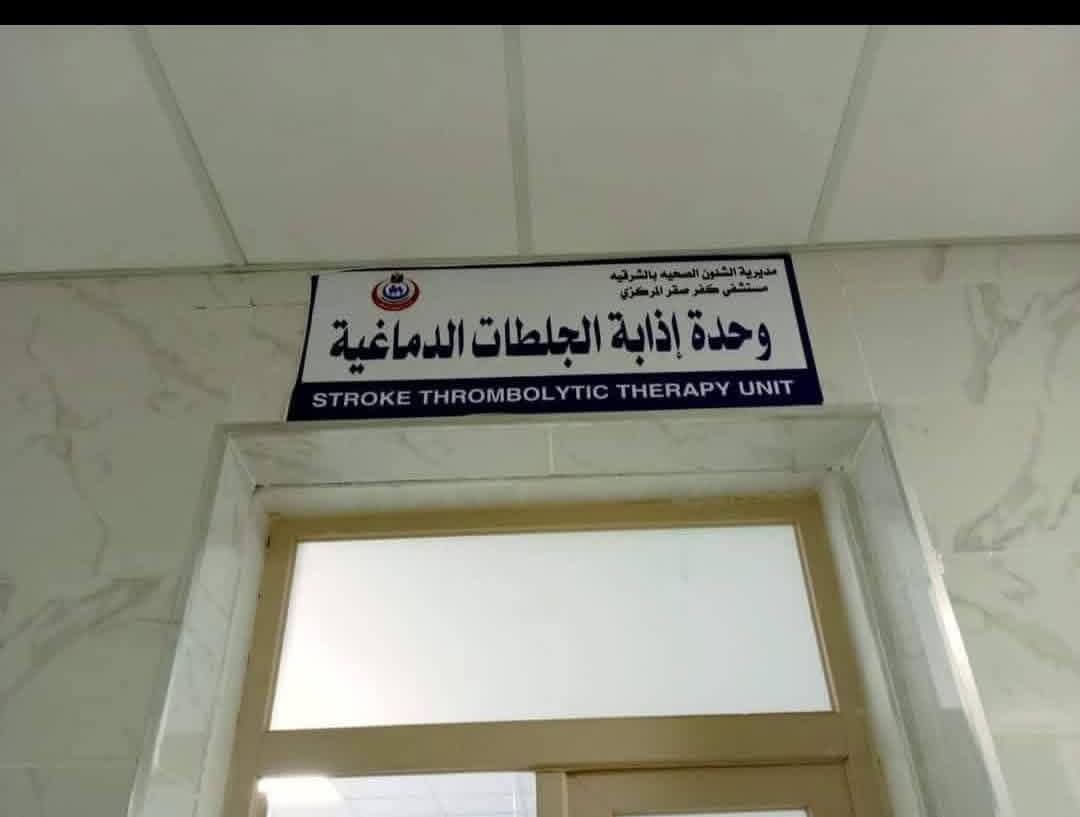 مديرية الشئون الصحيه بالشرقيه
مستشفى كفر صقر المركزي
وحدة إذابة الجلطات الدماغية
STROKE THROMBOLYTIC THERAPY UNIT